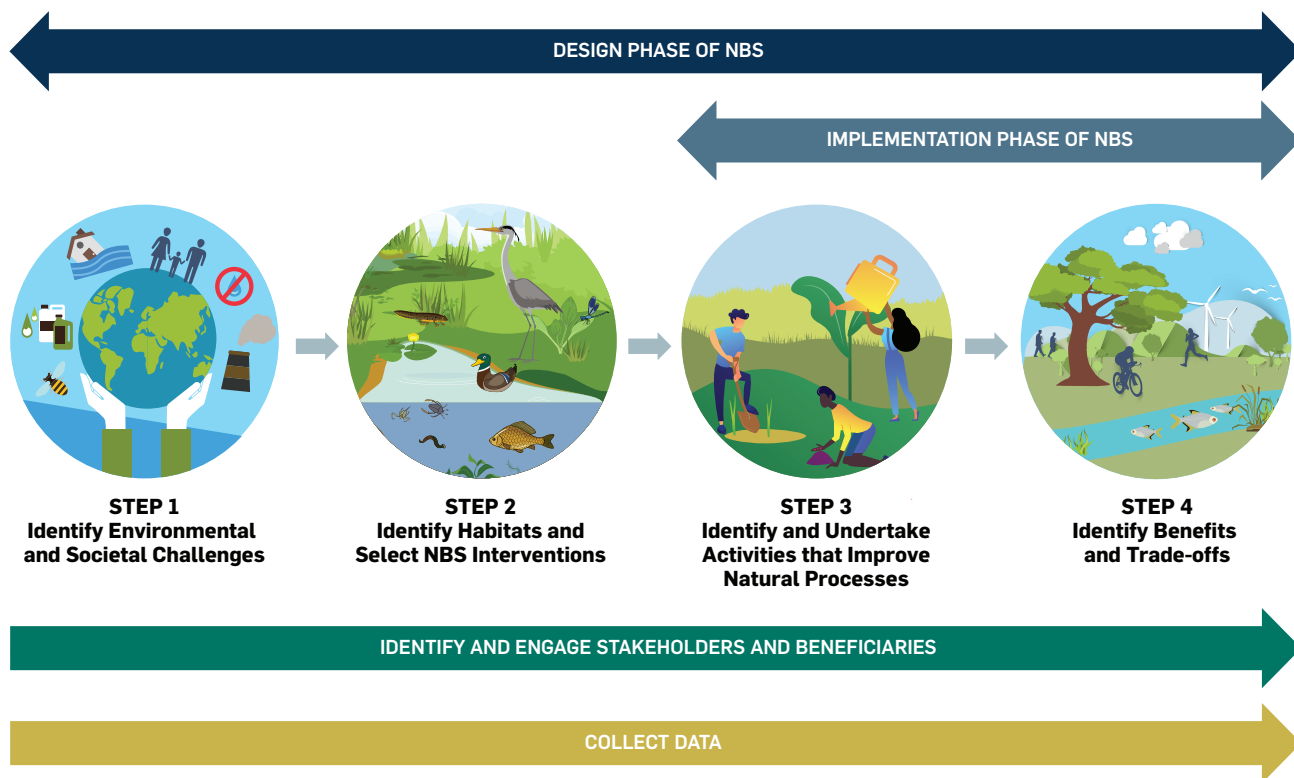 DESIGN PHASE OF NBS
IMPLEMENTATION PHASE OF NBS
STEP 1
Identify Environmental
and Societal Challenges
STEP 2
Identify Habitats and
Select NBS Interventions
STEP 3
Identify and Undertake
Activities that Improve
Natural Processes
STEP 4
Identify Benefits
and Trade-offs
IDENTIFY AND ENGAGE STAKEHOLDERS AND BENEFICIARIES
COLLECT DATA